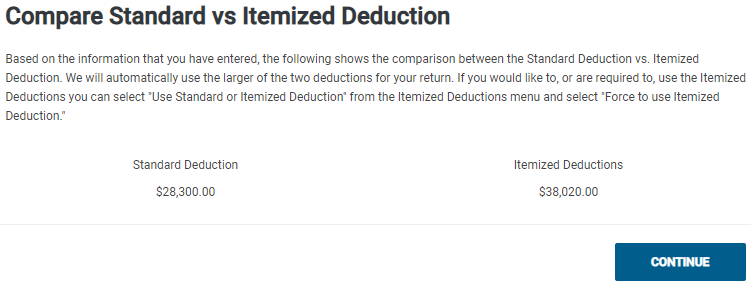 Compare Standard vs Itemized Deduction
Based on the information that you have entered, the following shows the comparison between the Standard Deduction vs. Itemized
Deduction. We will automatically use the larger of the two deductions for your return. If you would like to, or are required to, use the Itemized
Deductions you can select "Use Standard or Itemized Deduction" from the Itemized Deductions menu and select "Force to use Itemized
Deduction."
Standard Deduction Itemized Deductions
$28,300.00 $38,020.00
CONTINUE